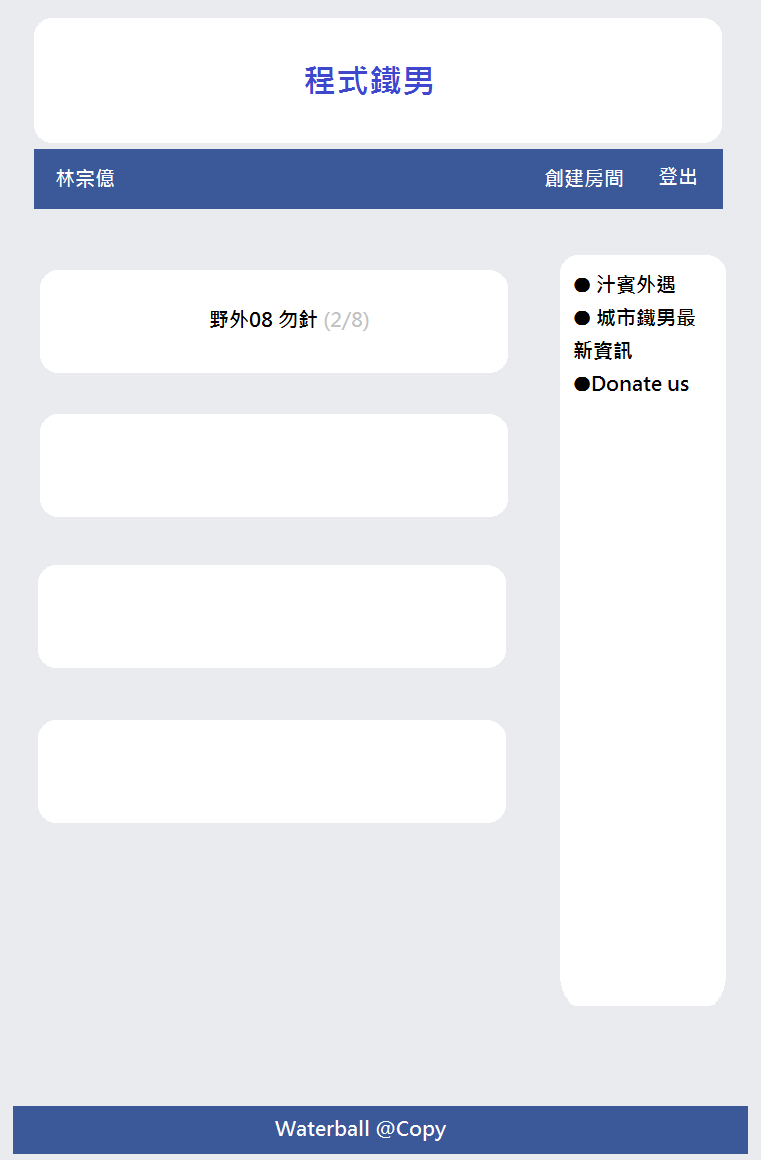 程式鐵男
林宗億 創建房間 登出
野外08 勿針 (2/8)
● 汁賓外遇
● 城市鐵男最
新資訊
●Donate us
Waterball @Copy